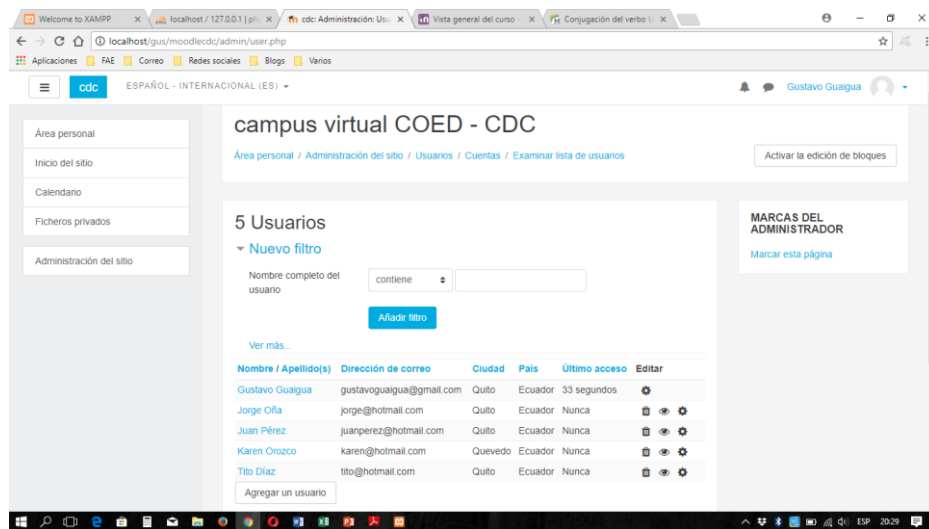 Welcome to XAMPP
localhost / 127.0.0.1 | ph
cdc: Administración: Us
Vista general del curso -
Conjugación del verbo
localhost/gus/moodlecdc/admin/user.php
Aplicaciones FAE Correo Redes sociales Blogs Varios
cdc ESPAÑOL - INTERNACIONAL (ES) Gustavo Guaigua
Área personal
Inicio del sitio
Calendario
Ficheros privados
Administración del sitio
campus virtual COED - CDC
Área personal / Administración del sitio / Usuarios / Cuentas / Examinar lista de usuarios
Activar la edición de bloques
5 Usuarios
Nuevo filtro
Nombre completo del usuario contiene
Añadir filtro
Ver más...
Nombre / Apellido(s) Dirección de correo Ciudad País Último acceso Editar
Gustavo Guaigua gustavoguaigua@gmail.com Quito Ecuador 33 segundos
Jorge Oña jorge@hotmail.com Quito Ecuador Nunca
Juan Pérez juanperez@hotmail.com Quito Ecuador Nunca
Karen Orozco karen@hotmail.com Quevedo Ecuador Nunca
Tito Díaz tito@hotmail.com Quito Ecuador Nunca
Agregar un usuario
MARCAS DEL
ADMINISTRADOR
Marcar esta página
ESP 20:29